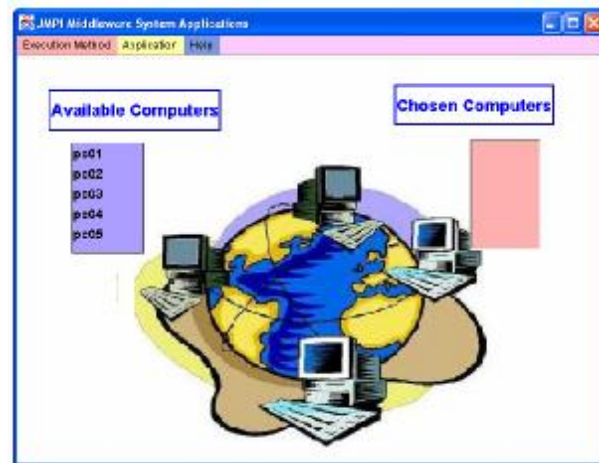 JMPI Middleware System Applications
Execution Method Application Help
Available Computers
Chosen Computers
pc01
pc02
pc03
pc04
pc05